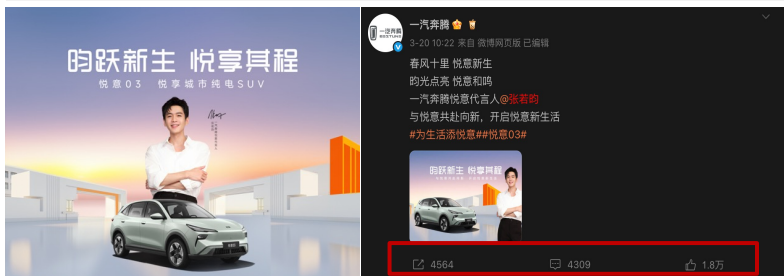 昀跃新生 悦享其程
悦意03 悦享城市纯电SUV
一汽奔腾
BESTUNE
一汽奔腾
3-20 10:22 来自 微博网页版 已编辑
春风十里 悦意新生
昀光点亮 悦意和鸣
一汽奔腾悦意代言人@张若昀
与悦意共赴向新，开启悦意新生活
#为生活添悦意##悦意03#
昀跃新生 悦享其程
4564
4309
1.8万